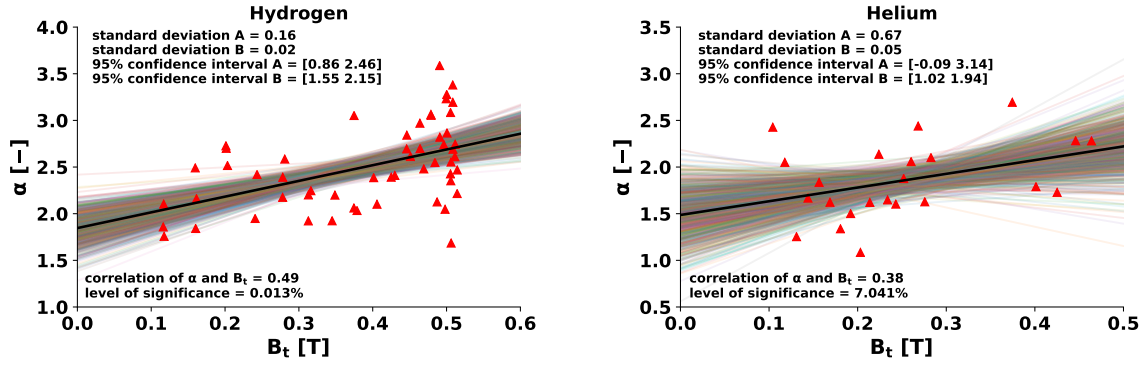 Hydrogen
standard deviation A = 0.16
standard deviation B = 0.02
95% confidence interval A = [0.86 2.46]
95% confidence interval B = [1.55 2.15]
4.0
3.5
3.0
2.5
2.0
1.5
1.0
α [−]
correlation of α and Bt = 0.49
level of significance = 0.013%
0.0 0.1 0.2 0.3 0.4 0.5 0.6
Bt [T]
Helium
standard deviation A = 0.67
standard deviation B = 0.05
95% confidence interval A = [-0.09 3.14]
95% confidence interval B = [1.02 1.94]
3.5
3.0
2.5
2.0
1.5
1.0
0.5
α [−]
correlation of α and Bt = 0.38
level of significance = 7.041%
0.0 0.1 0.2 0.3 0.4 0.5
Bt [T]